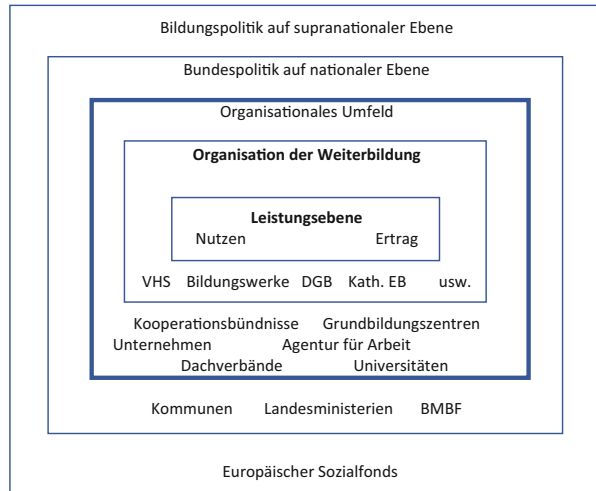 Bildungspolitik auf supranationaler Ebene
Bundespolitik auf nationaler Ebene
Organisationales Umfeld
Organisation der Weiterbildung
Leistungsebene
Nutzen Ertrag
VHS Bildungswerke DGB Kath. EB usw.
Kooperationsbündnisse Grundbildungszentren
Unternehmen Agentur für Arbeit
Dachverbände Universitäten
Kommunen Landesministerien BMBF
Europäischer Sozialfonds